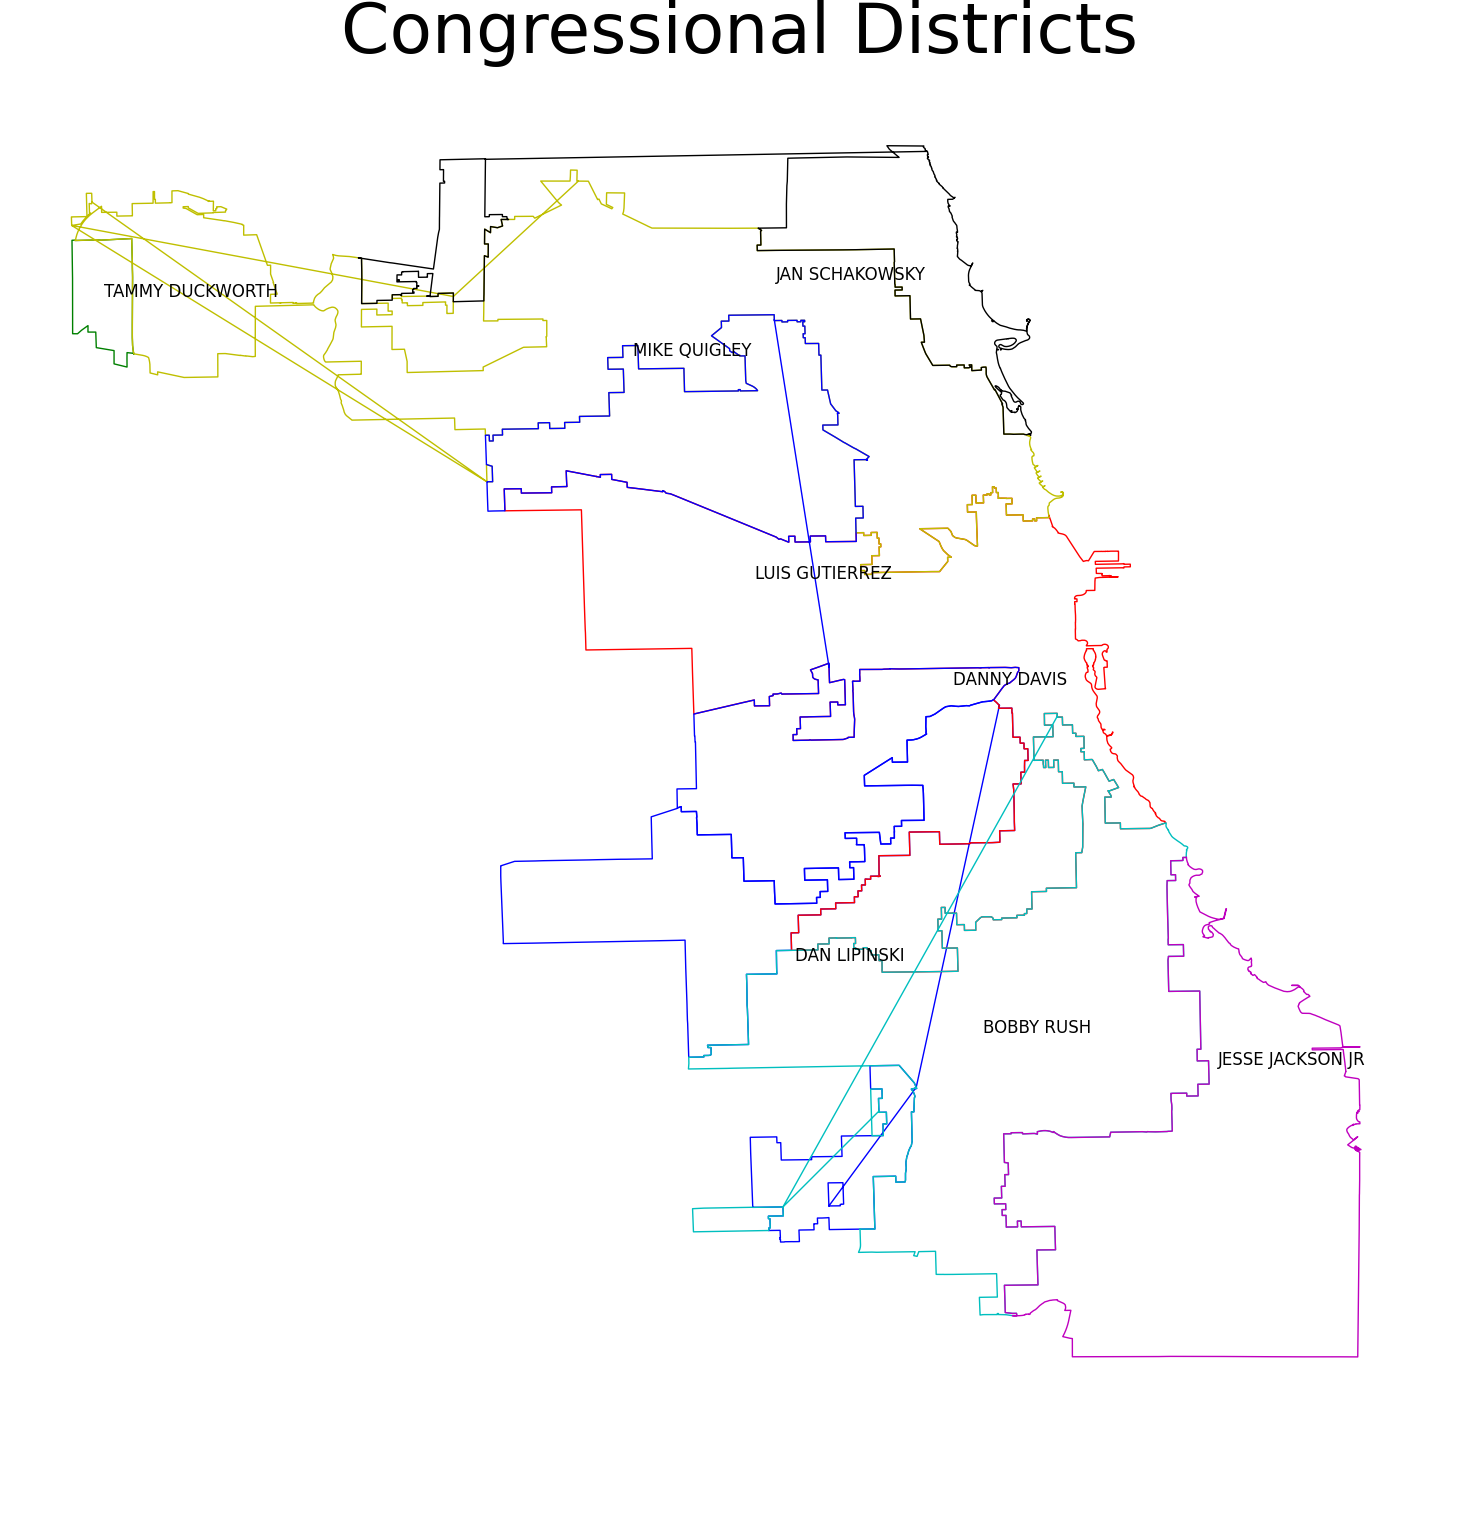 Congressional Districts
JAN SCHAKOWSKY
TAMMY DUCKWORTH
MIKE QUIGLEY
LUIS GUTIERREZ
DANNY DAVIS
DAN LIPINSKI
BOBBY RUSH
JESSE JACKSON JR